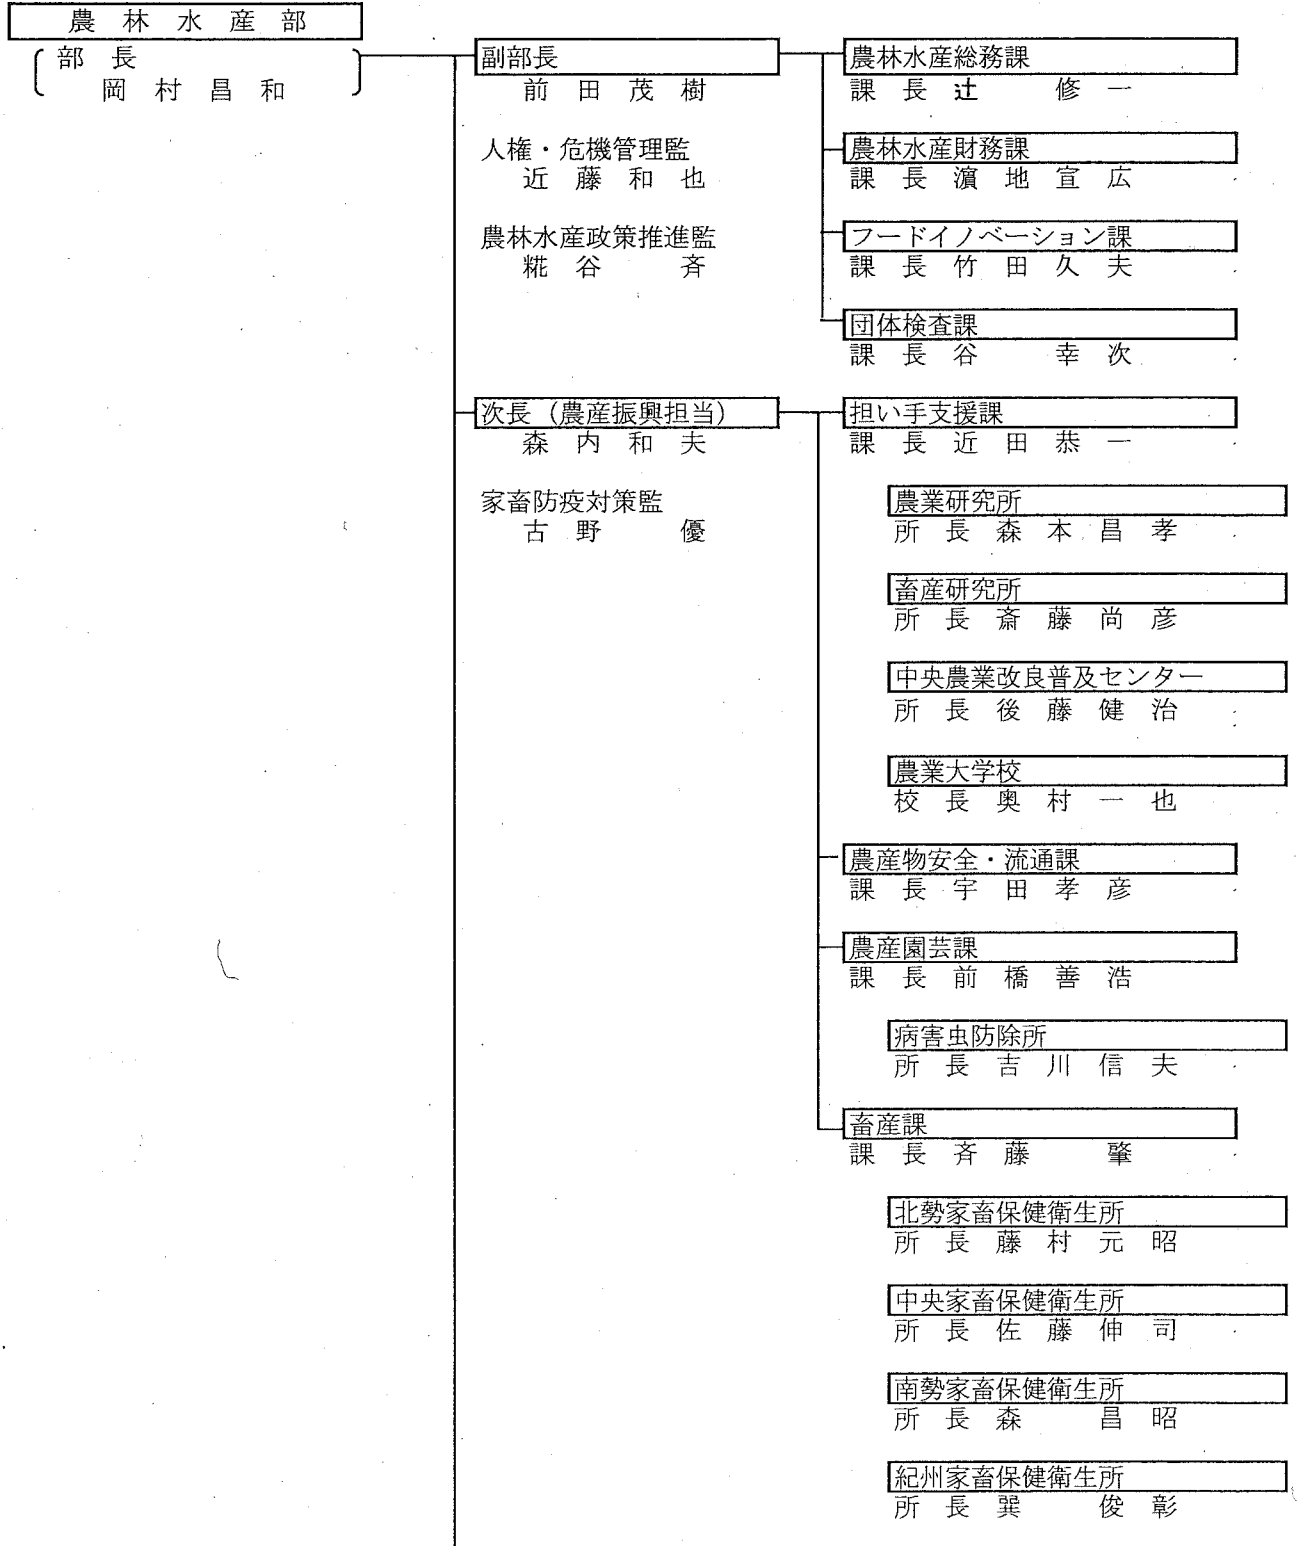 農林水産部
部長
岡村昌和
副部長
前田茂樹
人権・危機管理監
近藤和也
農林水産政策推進監
糀谷 斉
農林水産総務課
課長 辻 修一
農林水産財務課
課長 濵地宣広
フードイノベーション課
課長 竹田久夫
団体検査課
課長 谷 幸次
次長（農産振興担当）
森内和夫
家畜防疫対策監
古野 優
担い手支援課
課長 近田恭一
農業研究所
所長 森本昌孝
畜産研究所
所長 斎藤尚彦
中央農業改良普及センター
所長 後藤健治
農業大学校
校長 奥村一也
農産物安全・流通課
課長 宇田孝彦
農産園芸課
課長 前橋善浩
病害虫防除所
所長 吉川信夫
畜産課
課長 斉藤 肇
北勢家畜保健衛生所
所長 藤村元昭
中央家畜保健衛生所
所長 佐藤伸司
南勢家畜保健衛生所
所長 森 昌昭
紀州家畜保健衛生所
所長 巽 俊彰